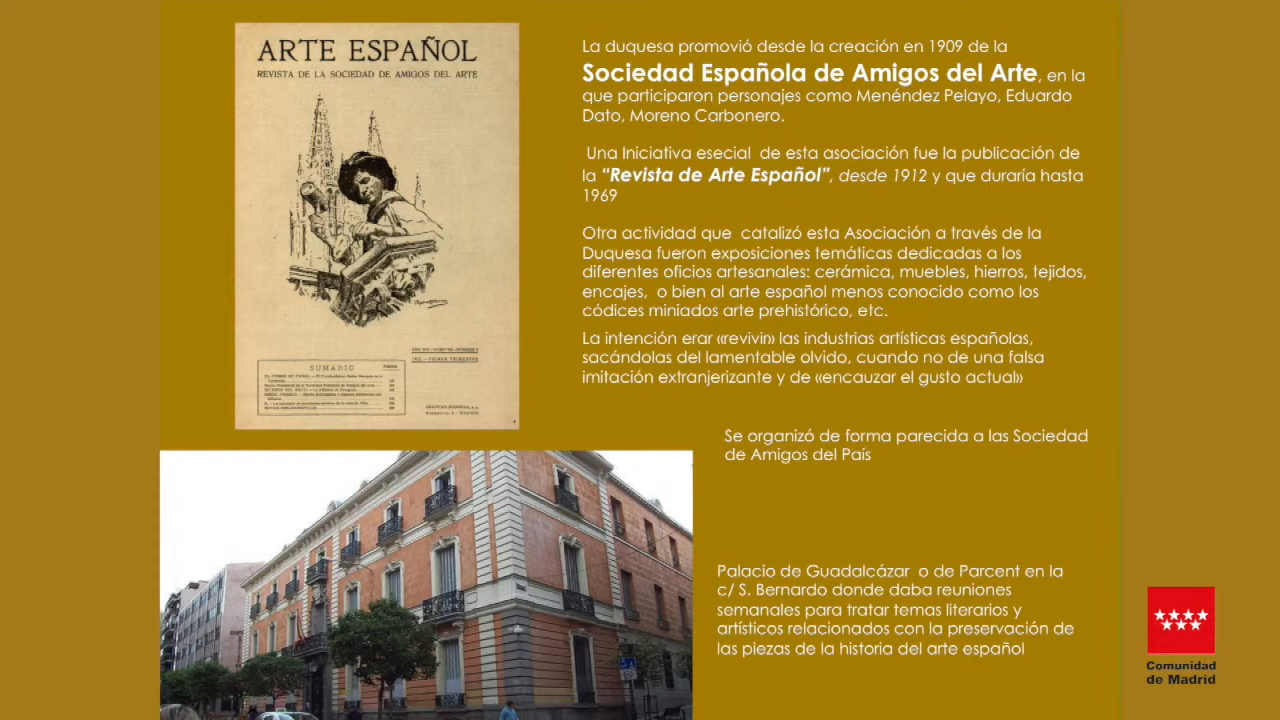 ARTE ESPAÑOL
REVISTA DE LA SOCIEDAD DE AMIGOS DEL ARTE
SUMARIO
La duquesa promovió desde la creación en 1909 de la
Sociedad Española de Amigos del Arte, en la
que participaron personajes como Menéndez Pelayo, Eduardo
Dato, Moreno Carbonero.
Una Iniciativa esecial de esta asociación fue la publicación de
la “Revista de Arte Español”, desde 1912 y que duraría hasta
1969
Otra actividad que catalizó esta Asociación a través de la
Duquesa fueron exposiciones temáticas dedicadas a los
diferentes oficios artesanales: cerámica, muebles, hierros, tejidos,
encajes, o bien al arte español menos conocido como los
códices miniados arte prehistórico, etc.
La intención erar «revivir» las industrias artísticas españolas,
sacándolas del lamentable olvido, cuando no de una falsa
imitación extranjerizante y de «encauzar el gusto actual»
Se organizó de forma parecida a las Sociedad
de Amigos del País
Palacio de Guadalcázar o de Parcent en la
c/ S. Bernardo donde daba reuniones
semanales para tratar temas literarios y
artísticos relacionados con la preservación de
las piezas de la historia del arte español
Comunidad
de Madrid